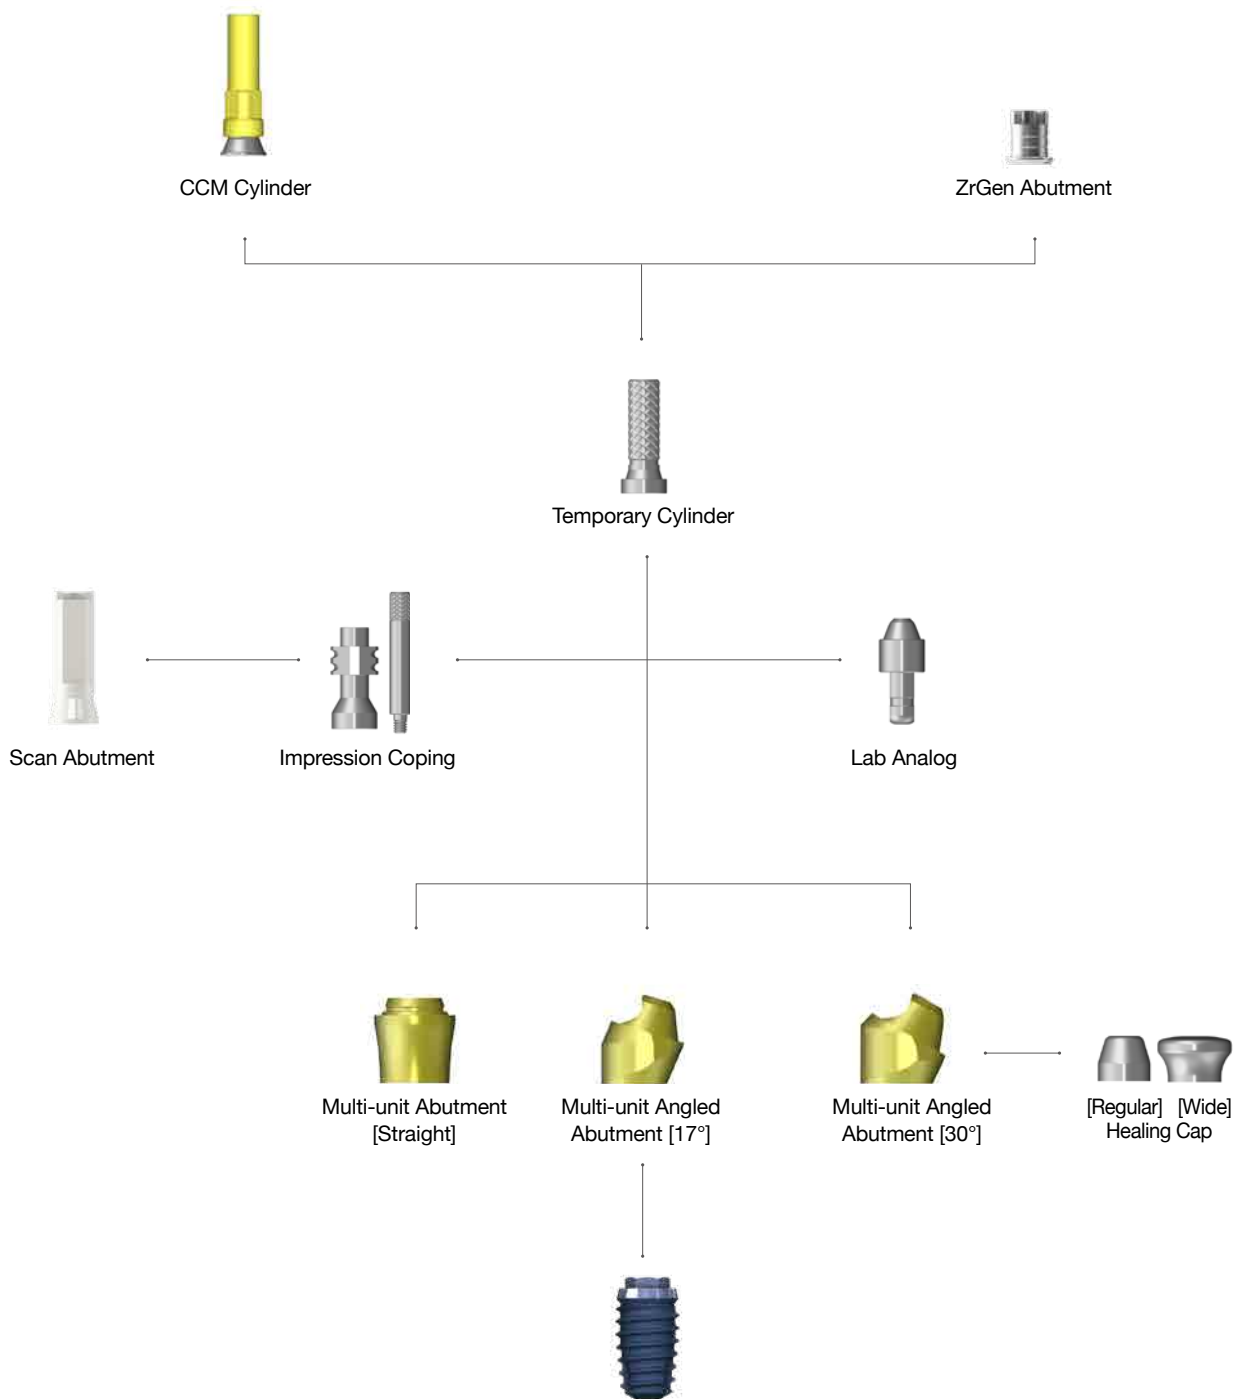 CCM Cylinder
ZrGen Abutment
Temporary Cylinder
Scan Abutment
Impression Coping
Lab Analog
Multi-unit Abutment
[Straight]
Multi-unit Angled
Abutment [17°]
Multi-unit Angled
Abutment [30°]
[Regular] [Wide]
Healing Cap